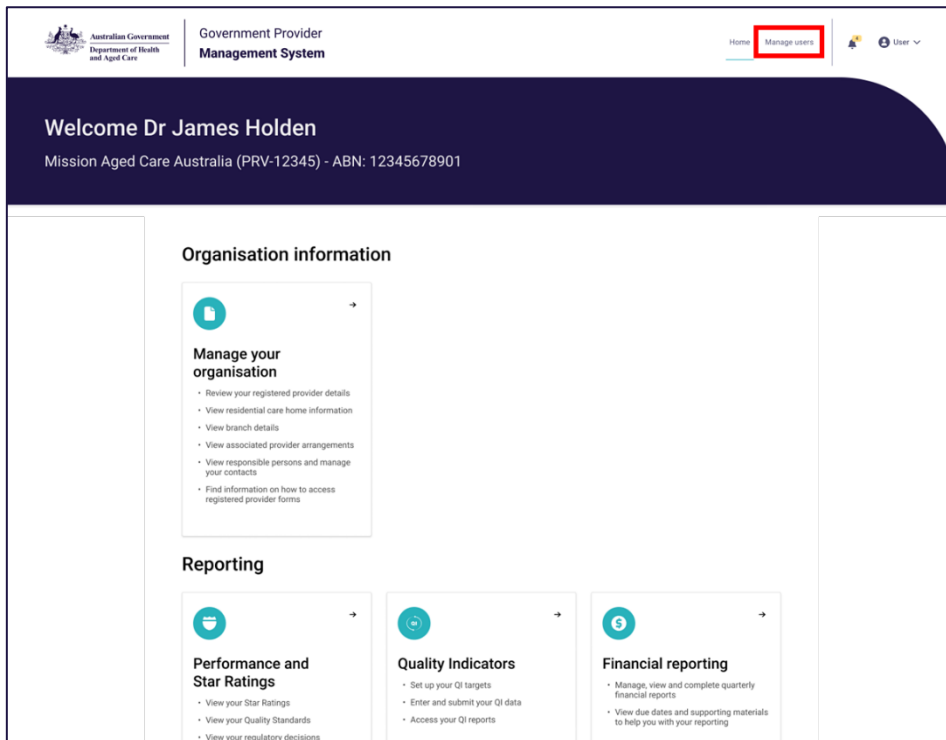 Australian Government
Department of Health
and Aged Care
Government Provider
Management System
Home
Manage users
User
Welcome Dr James Holden
Mission Aged Care Australia (PRV-12345) - ABN: 12345678901
Organisation information
Manage your
organisation
• Review your registered provider details
• View residential care home information
• View branch details
• View associated provider arrangements
• View responsible persons and manage
your contacts
• Find information on how to access
registered provider forms
Reporting
Performance and
Star Ratings
• View your Star Ratings
• View your Quality Standards
• View your regulatory decisions
Quality Indicators
• Set up your QI targets
• Enter and submit your QI data
• Access your QI reports
Financial reporting
• Manage, view and complete quarterly
financial reports
• View due dates and supporting materials
to help you with your reporting